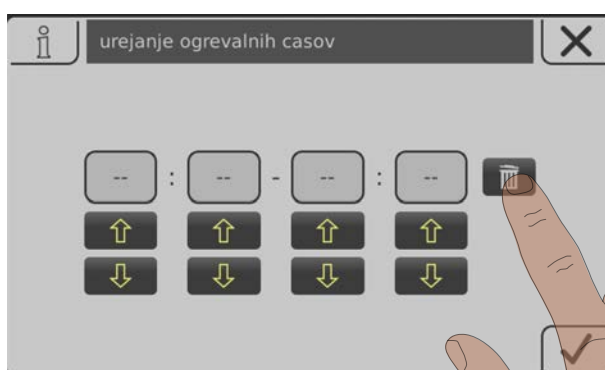 urejanje ogrevalnih casov
-- : -- - -- : --